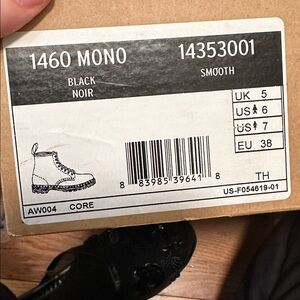 1460 MONO 14353001
BLACK SMOOTH
NOIR
UK 5
US 6
US 7
EU 38
8 83985 39641 8
TH
AW004 CORE US-F054619-01